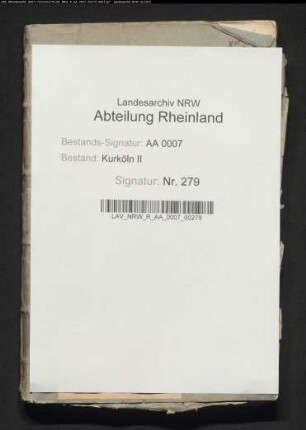 Landesarchiv NRW
Abteilung Rheinland
Bestands-Signatur: AA 0007
Bestand: Kurköln II
Signatur: Nr. 279
LAV_NRW_R_AA_0007_00279